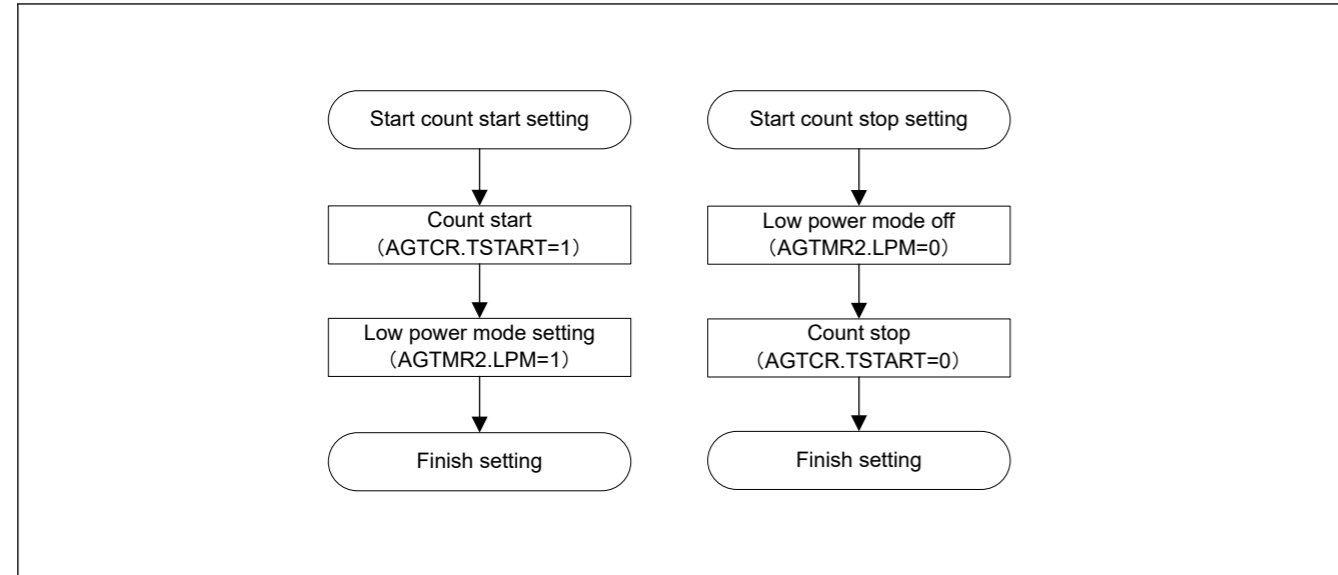 Start count start setting
Count start
（AGTCR.TSTART=1）
Low power mode setting
（AGTMR2.LPM=1）
Finish setting
Start count stop setting
Low power mode off
（AGTMR2.LPM=0）
Count stop
（AGTCR.TSTART=0）
Finish setting